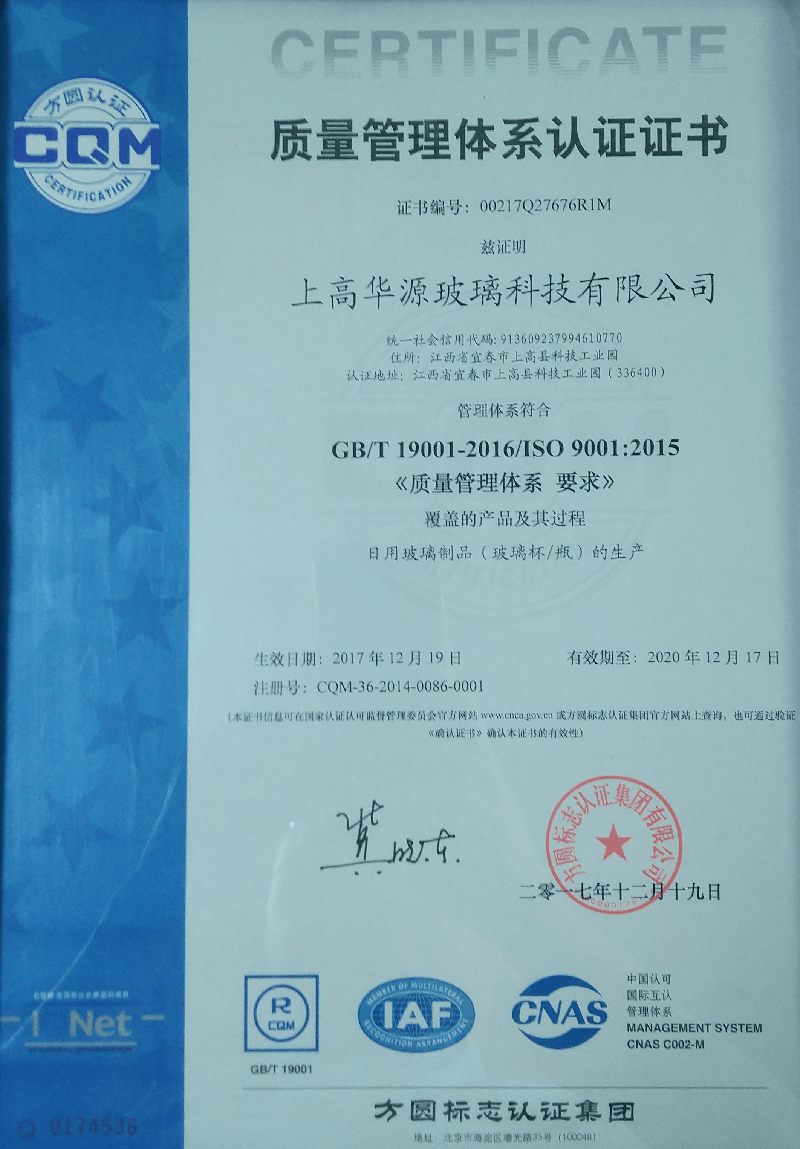 CERTIFICATE
方圆认证
CQM
CERTIFICATION
质量管理体系认证证书
证书编号：00217Q27676R1M
兹证明
上高华源玻璃科技有限公司
统一社会信用代码: 913609237994610770
住所：江西省宜春市上高县科技工业园
认证地址：江西省宜春市上高县科技工业园（336400）
管理体系符合
GB/T 19001-2016/ISO 9001:2015
《质量管理体系 要求》
覆盖的产品及其过程
日用玻璃制品（玻璃杯/瓶）的生产
生效日期：2017 年 12 月 19 日 有效期至：2020 年 12 月 17 日
注册号：CQM-36-2014-0086-0001
（本证书信息可在国家认证认可监督管理委员会官方网站 www.cnca.gov.cn 或方圆标志认证集团官方网站上查询，也可通过验证
《确认证书》确认本证书的有效性）
方圆标志认证集团有限公司
二零一七年十二月十九日
R
CQM
GB/T 19001
MEMBER OF MULTILATERAL
IAF
RECOGNITION ARRANGEMENT
CNAS
中国认可
国际互认
管理体系
MANAGEMENT SYSTEM
CNAS C002-M
I Net
Q 0174536
方圆标志认证集团
地址 北京市海淀区增光路33号（100048）